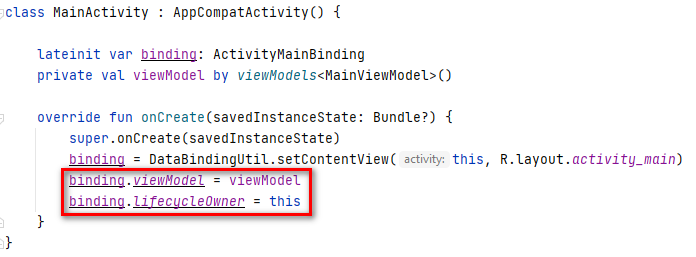 class MainActivity : AppCompatActivity() {
lateinit var binding: ActivityMainBinding
private val viewModel by viewModels<MainViewModel>()
override fun onCreate(savedInstanceState: Bundle?) {
super.onCreate(savedInstanceState)
binding = DataBindingUtil.setContentView( activity: this, R.layout.activity_main)
binding.viewModel = viewModel
binding.lifecycleOwner = this
}
}